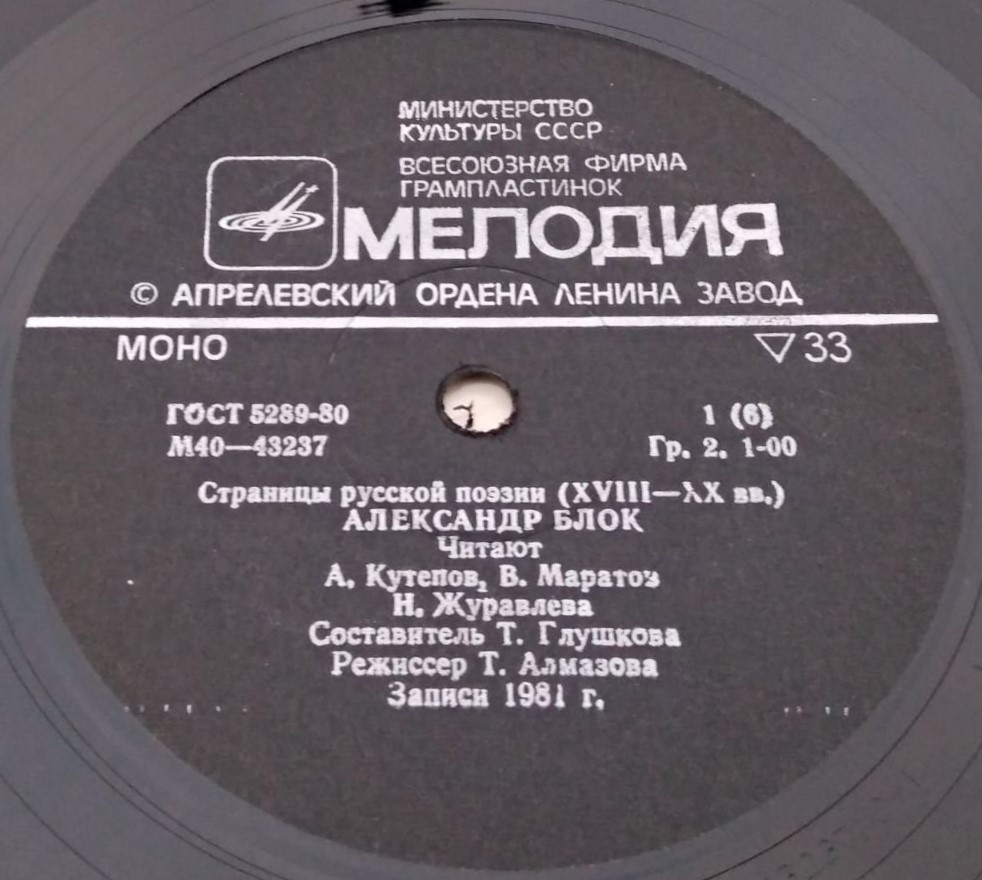 МИНИСТЕРСТВО
КУЛЬТУРЫ СССР
ВСЕСОЮЗНАЯ ФИРМА
ГРАМПЛАСТИНОК
МЕЛОДИЯ
© АПРЕЛЕВСКИЙ ОРДЕНА ЛЕНИНА ЗАВОД
МОНО ▽33
ГОСТ 5289-80 1 (6)
М40—43237 Гр. 2. 1-00
Страницы русской поэзии (XVIII—XX вв.)
АЛЕКСАНДР БЛОК
Читают
А. Кутепов, В. Маратов
Н. Журавлева
Составитель Т. Глушкова
Режиссер Т. Алмазова
Записи 1981 г.